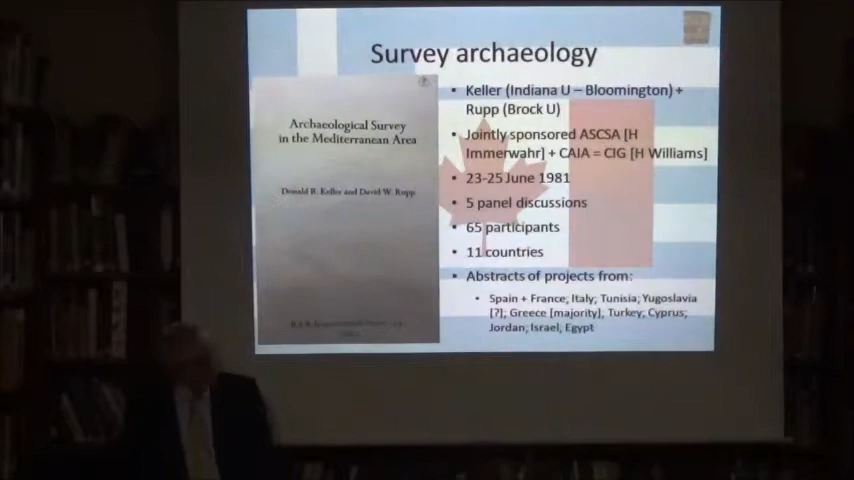 Survey archaeology
Archaeological Survey
in the Mediterranean Area
Donald R. Keller and David W. Rupp
• Keller (Indiana U – Bloomington) +
Rupp (Brock U)
• Jointly sponsored ASCSA [H
Immerwahr] + CAIA = CIG [H Williams]
• 23-25 June 1981
• 5 panel discussions
• 65 participants
• 11 countries
• Abstracts of projects from:
• Spain + France; Italy; Tunisia; Yugoslavia
[?]; Greece [majority]; Turkey; Cyprus;
Jordan; Israel, Egypt